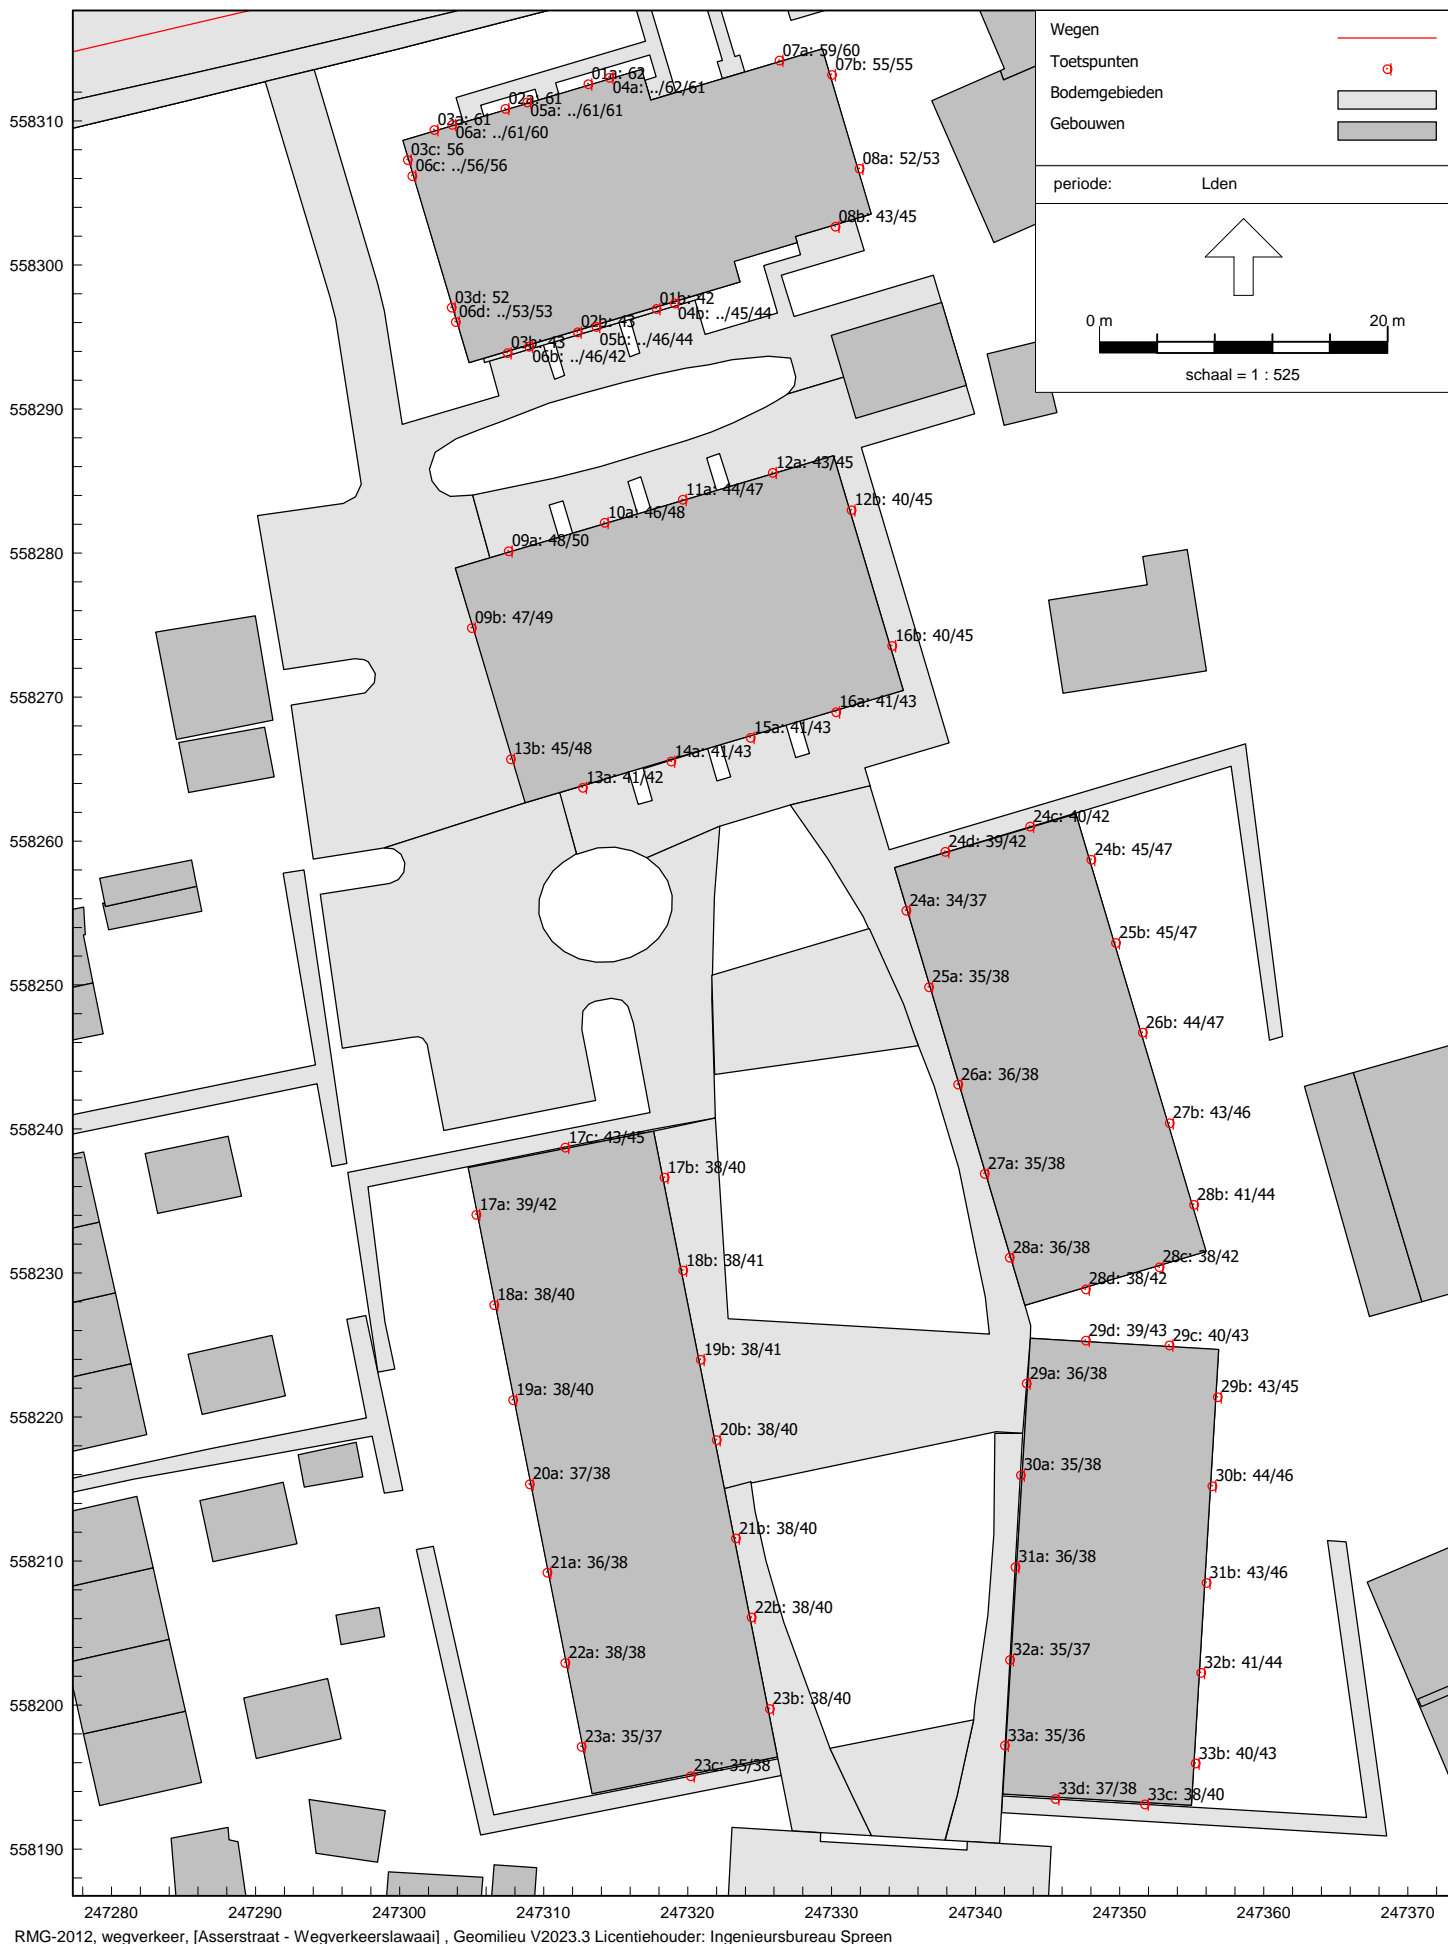 Wegen
Toetspunten
Bodemgebieden
Gebouwen
periode: Lden
0 m 20 m
schaal = 1 : 525
07a: 59/60
07b: 55/55
01a: 62
04a: ../62/61
02a: 61
05a: ../61/61
03a: 61
06a: ../61/60
03c: 56
06c: ../56/56
08a: 52/53
08b: 43/45
03d: 52
06d: ../53/53
01b: 42
04b: ../45/44
02b: 43
05b: ../46/44
03b: 43
06b: ../46/42
12a: 43/45
11a: 44/47
12b: 40/45
10a: 46/48
09a: 48/50
09b: 47/49
16b: 40/45
16a: 41/43
15a: 41/43
14a: 41/43
13b: 45/48
13a: 41/42
24c: 40/42
24d: 39/42
24b: 45/47
24a: 34/37
25b: 45/47
25a: 35/38
26b: 44/47
26a: 36/38
27b: 43/46
17c: 43/45
17b: 38/40
27a: 35/38
17a: 39/42
28b: 41/44
28a: 36/38
28c: 38/42
18b: 38/41
28d: 38/42
18a: 38/40
29d: 39/43
29c: 40/43
19b: 38/41
29a: 36/38
29b: 43/45
19a: 38/40
20b: 38/40
30a: 35/38
20a: 37/38
30b: 44/46
21b: 38/40
31a: 36/38
21a: 36/38
31b: 43/46
22b: 38/40
32a: 35/37
22a: 38/38
32b: 41/44
23b: 38/40
33a: 35/36
23a: 35/37
33b: 40/43
23c: 35/38
33d: 37/38
33c: 38/40
558310
558300
558290
558280
558270
558260
558250
558240
558230
558220
558210
558200
558190
247280 247290 247300 247310 247320 247330 247340 247350 247360 247370
RMG-2012, wegverkeer, [Asserstraat - Wegverkeerslawaai] , Geomilieu V2023.3 Licentiehouder: Ingenieursbureau Spreen